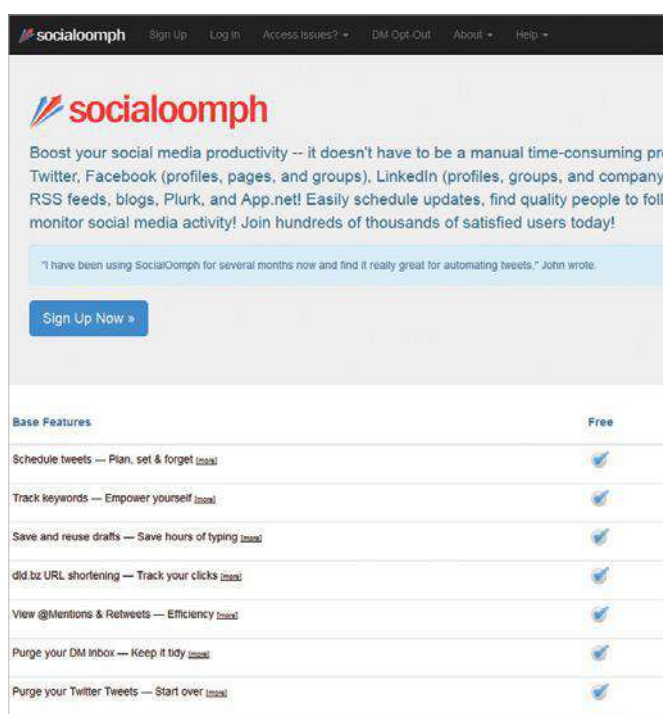 socialoomph Sign Up Log In Access Issues? DM Opt-Out About Help
socialoomph
Boost your social media productivity -- it doesn't have to be a manual time-consuming pr
Twitter, Facebook (profiles, pages, and groups), LinkedIn (profiles, groups, and company
RSS feeds, blogs, Plurk, and App.net! Easily schedule updates, find quality people to foll
monitor social media activity! Join hundreds of thousands of satisfied users today!
"I have been using SocialOomph for several months now and find it really great for automating tweets," John wrote.
Sign Up Now »
Base Features Free
Schedule tweets — Plan, set & forget [more]
Track keywords — Empower yourself [more]
Save and reuse drafts — Save hours of typing [more]
dld.bz URL shortening — Track your clicks [more]
View @Mentions & Retweets — Efficiency [more]
Purge your DM Inbox — Keep it tidy [more]
Purge your Twitter Tweets — Start over [more]